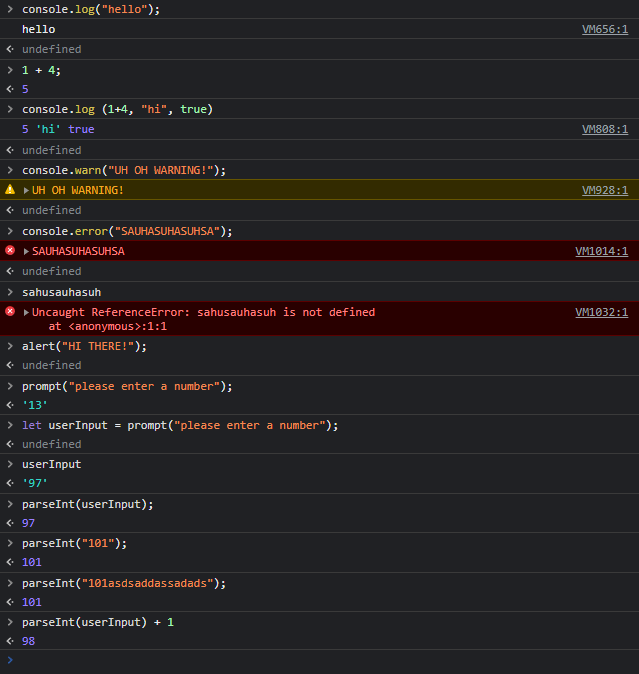 console.log("hello");
hello VM656:1
undefined
1 + 4;
5
console.log (1+4, "hi", true)
5 'hi' true VM808:1
undefined
console.warn("UH OH WARNING!");
UH OH WARNING! VM928:1
undefined
console.error("SAUHASUHASUHSA");
SAUHASUHASUHSA VM1014:1
undefined
sahusauhasuh
Uncaught ReferenceError: sahusauhasuh is not defined VM1032:1
at <anonymous>:1:1
alert("HI THERE!");
undefined
prompt("please enter a number");
'13'
let userInput = prompt("please enter a number");
undefined
userInput
'97'
parseInt(userInput);
97
parseInt("101");
101
parseInt("101asdsaddassadads");
101
parseInt(userInput) + 1
98